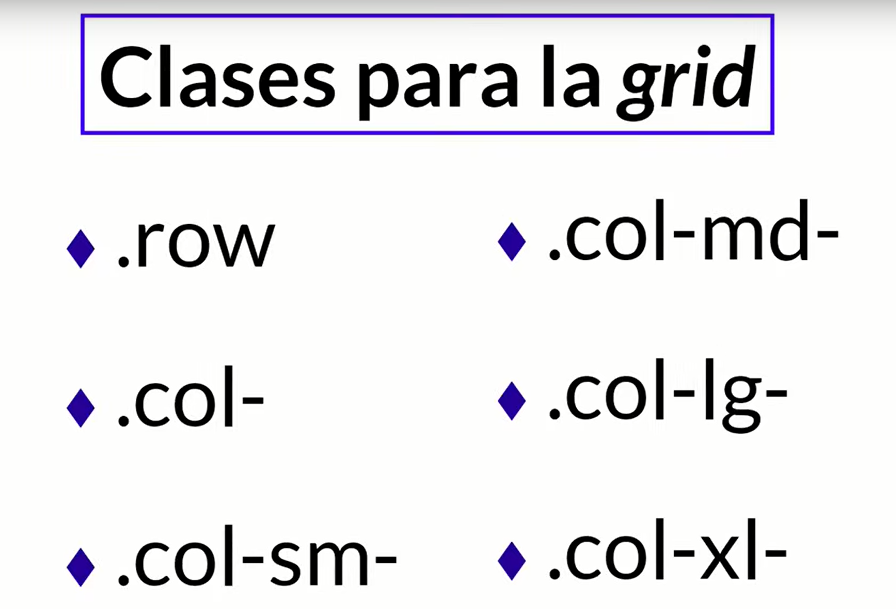 Clases para la grid
.row
.col-
.col-sm-
.col-md-
.col-lg-
.col-xl-